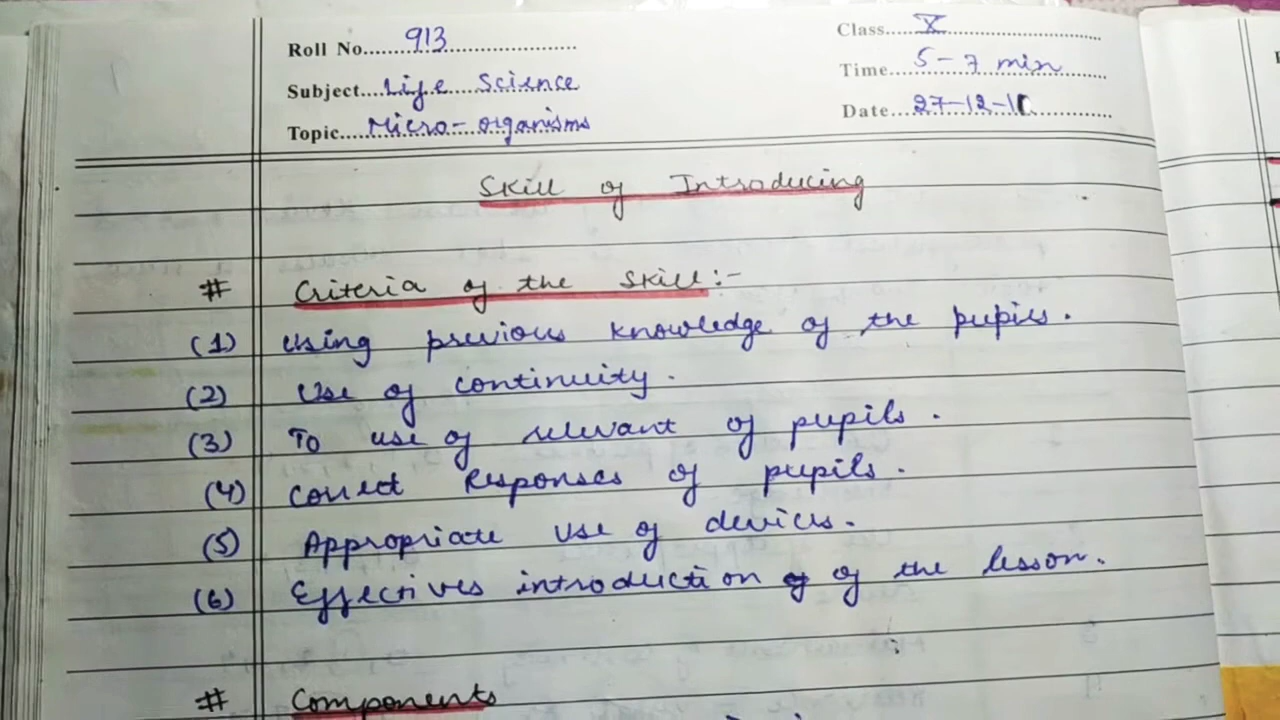 Roll No. 913
Class X
Subject Life Science
Time 5-7 min
Topic Micro-organisms
Date 27-12-1
Skill of Introducing
# Criteria of the Skill:-
(1) Using previous knowledge of the pupils.
(2) Use of continuity.
(3) To use of relevant of pupils.
(4) Correct Responses of pupils.
(5) Appropriate Use of devices.
(6) Effectives introduction of of the lesson.
# Components